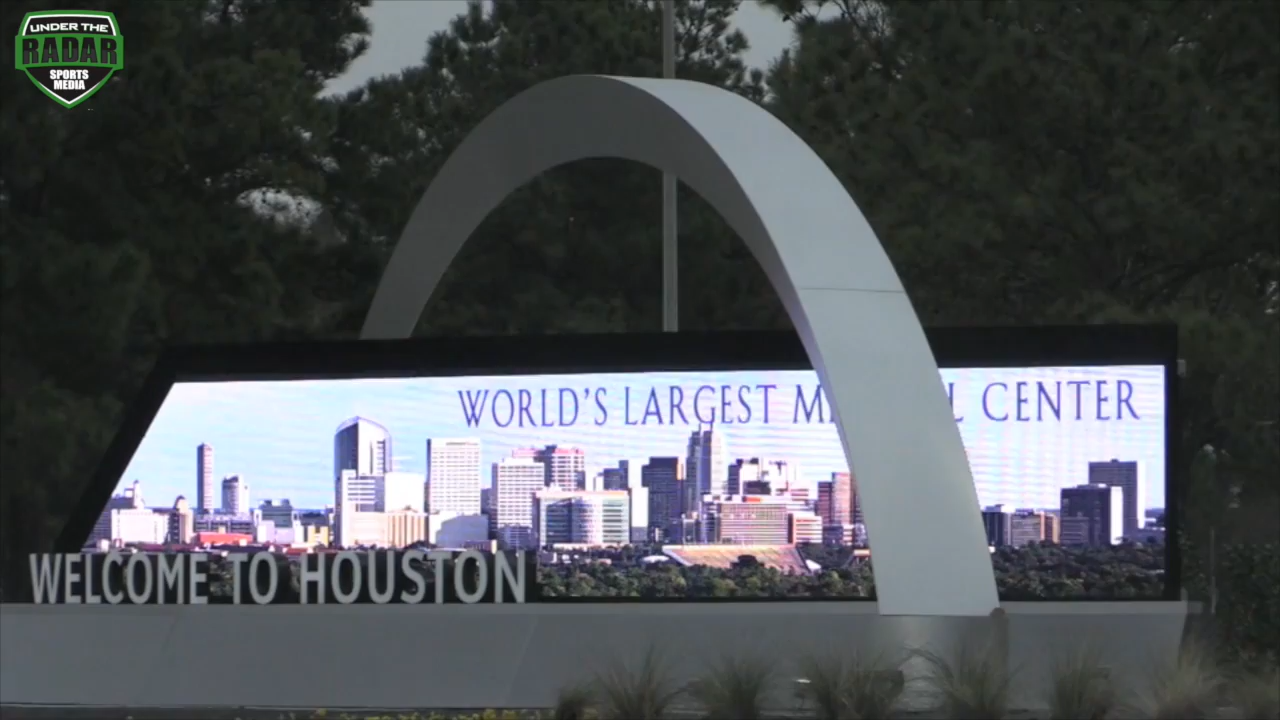 UNDER THE
RADAR
SPORTS
MEDIA
WORLD'S LARGEST CENTER
WELCOME TO HOUSTON